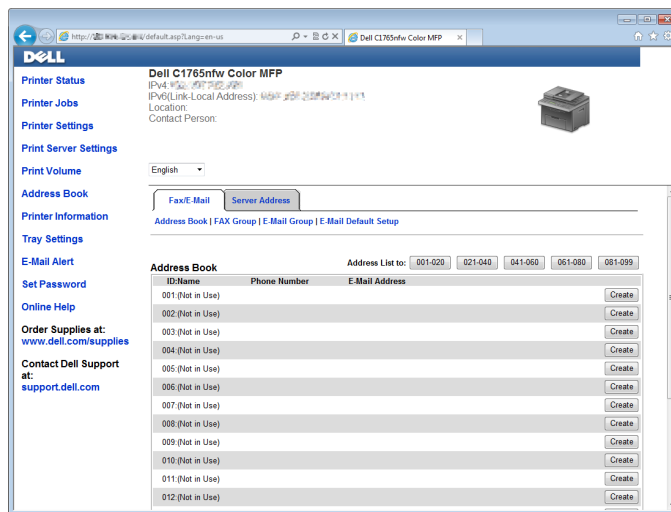 http:// /default.asp?Lang=en-us
Dell C1765nfw Color MFP
DELL
Printer Status
Printer Jobs
Printer Settings
Print Server Settings
Print Volume
Address Book
Printer Information
Tray Settings
E-Mail Alert
Set Password
Online Help
Order Supplies at:
www.dell.com/supplies
Contact Dell Support
at:
support.dell.com
Dell C1765nfw Color MFP
IPv4:
IPv6(Link-Local Address):
Location:
Contact Person:
English
Fax/E-Mail Server Address
Address Book | FAX Group | E-Mail Group | E-Mail Default Setup
Address Book Address List to: 001-020 021-040 041-060 061-080 081-099
ID:Name Phone Number E-Mail Address
001:(Not in Use) Create
002:(Not in Use) Create
003:(Not in Use) Create
004:(Not in Use) Create
005:(Not in Use) Create
006:(Not in Use) Create
007:(Not in Use) Create
008:(Not in Use) Create
009:(Not in Use) Create
010:(Not in Use) Create
011:(Not in Use) Create
012:(Not in Use) Create